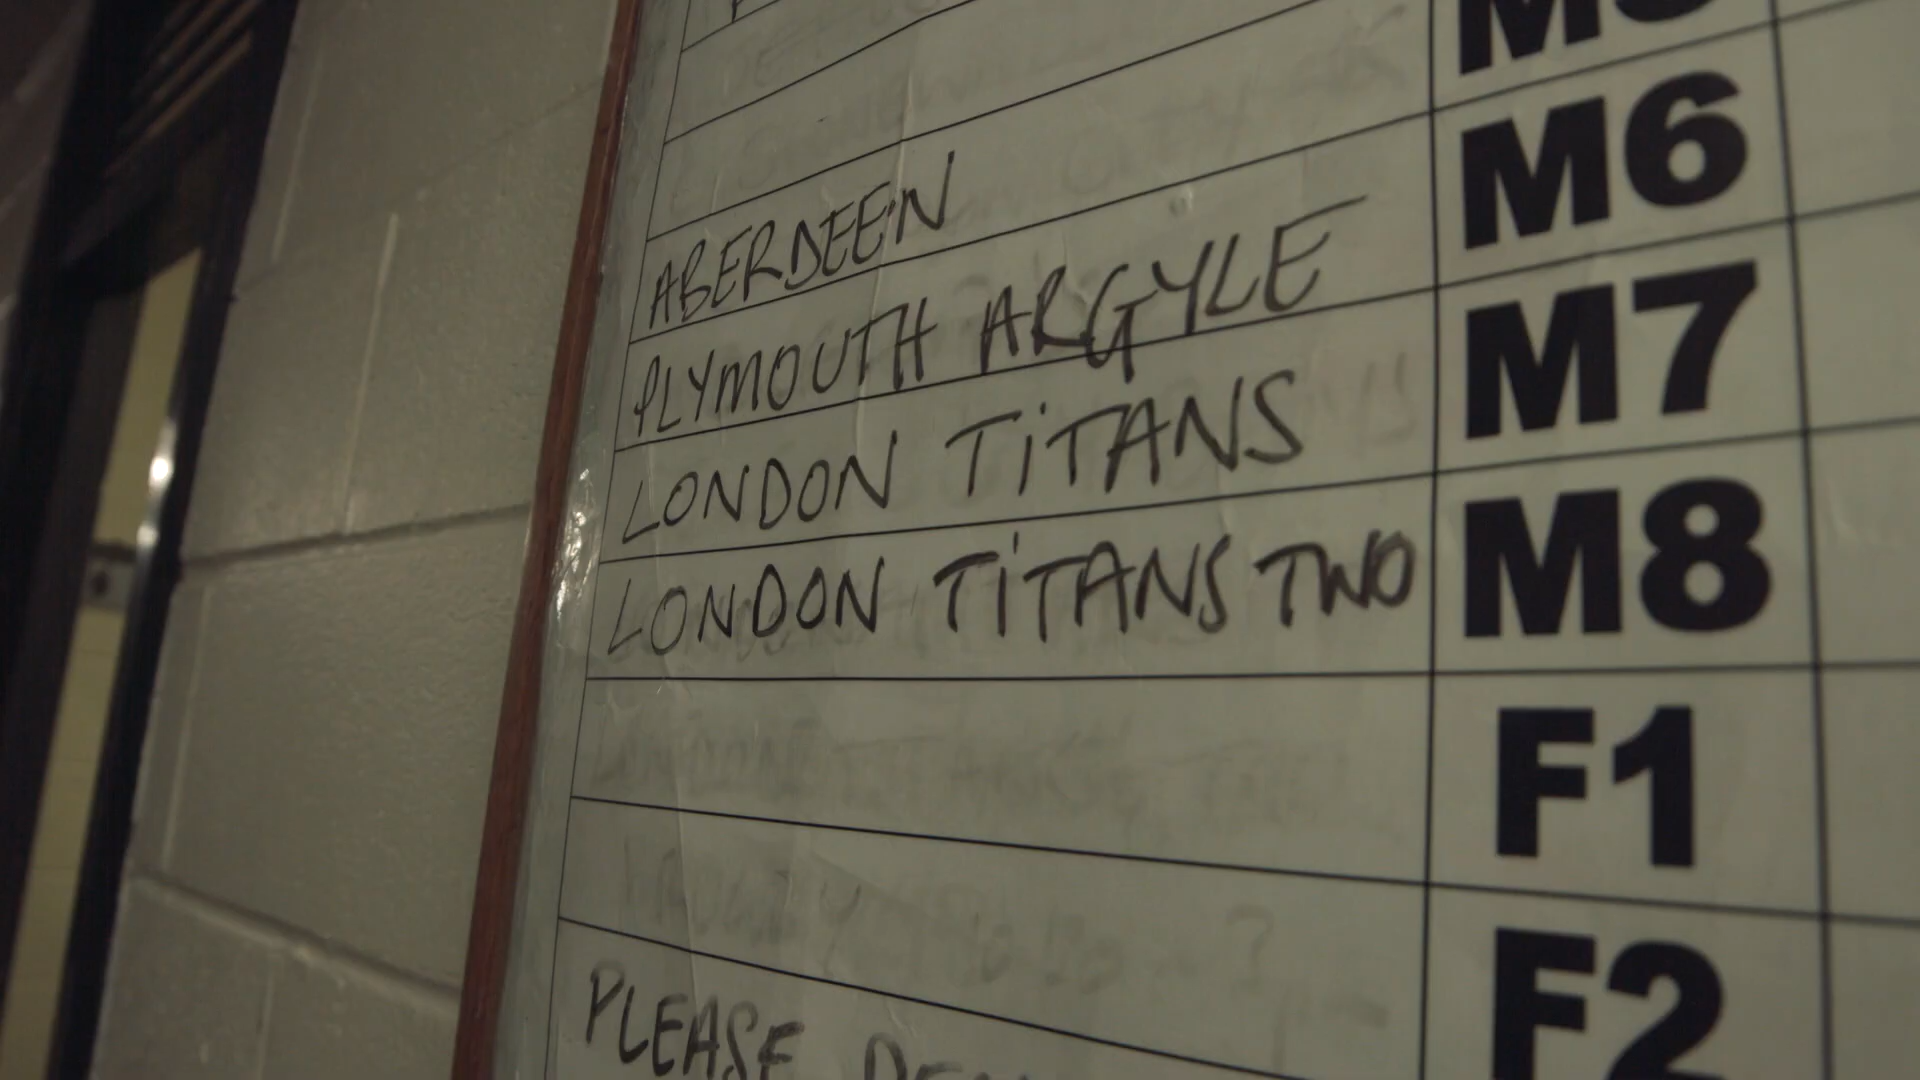 M6
ABERDEEN
PLYMOUTH ARGYLE M7
LONDON TiTANS
LONDON TiTANS TWO M8
F1
F2
PLEASE